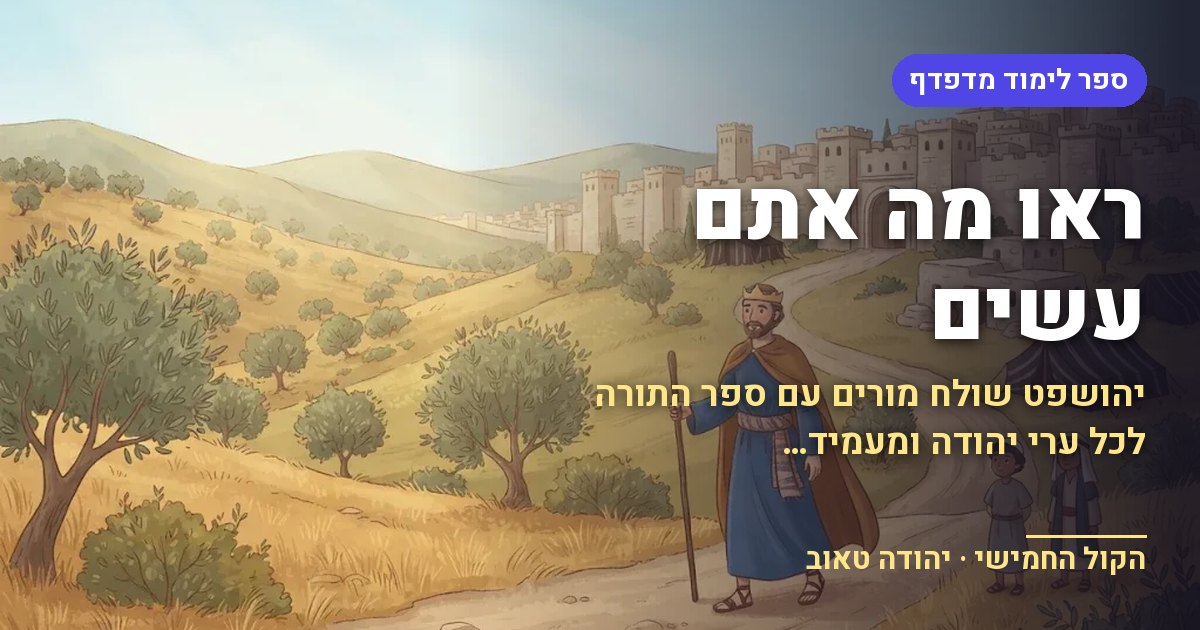 ספר לימוד מדפדף
ראו מה אתם
עשים
יהושפט שולח מורים עם ספר התורה
לכל ערי יהודה ומעמיד...
הקול החמישי · יהודה טאוב